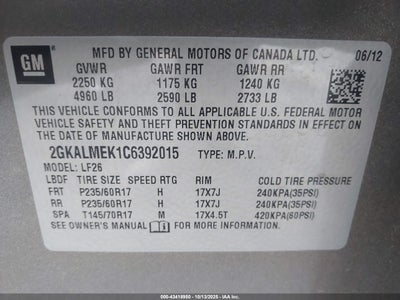 GM
MFD BY GENERAL MOTORS OF CANADA LTD. 06/12
GVWR GAWR FRT GAWR RR
2250 KG 1175 KG 1240 KG
4960 LB 2590 LB 2733 LB
THIS VEHICLE CONFORMS TO ALL APPLICABLE U.S. FEDERAL MOTOR
VEHICLE SAFETY AND THEFT PREVENTION STANDARDS IN EFFECT ON
THE DATE OF MANUFACTURE SHOWN ABOVE.
2GKALMEK1C6392015 TYPE: M.P.V.
MODEL: LF26
LBDF TIRE SIZE SPEED RTG RIM COLD TIRE PRESSURE
FRT P235/60R17 H 17X7J 240KPA(35PSI)
RR P235/60R17 H 17X7J 240KPA(35PSI)
SPA T145/70R17 M 17X4.5T 420KPA(60PSI)
SEE OWNER'S MANUAL FOR ADDITIONAL INFORMATION.
000-43418950 - 10/13/2025 - IAA Inc.